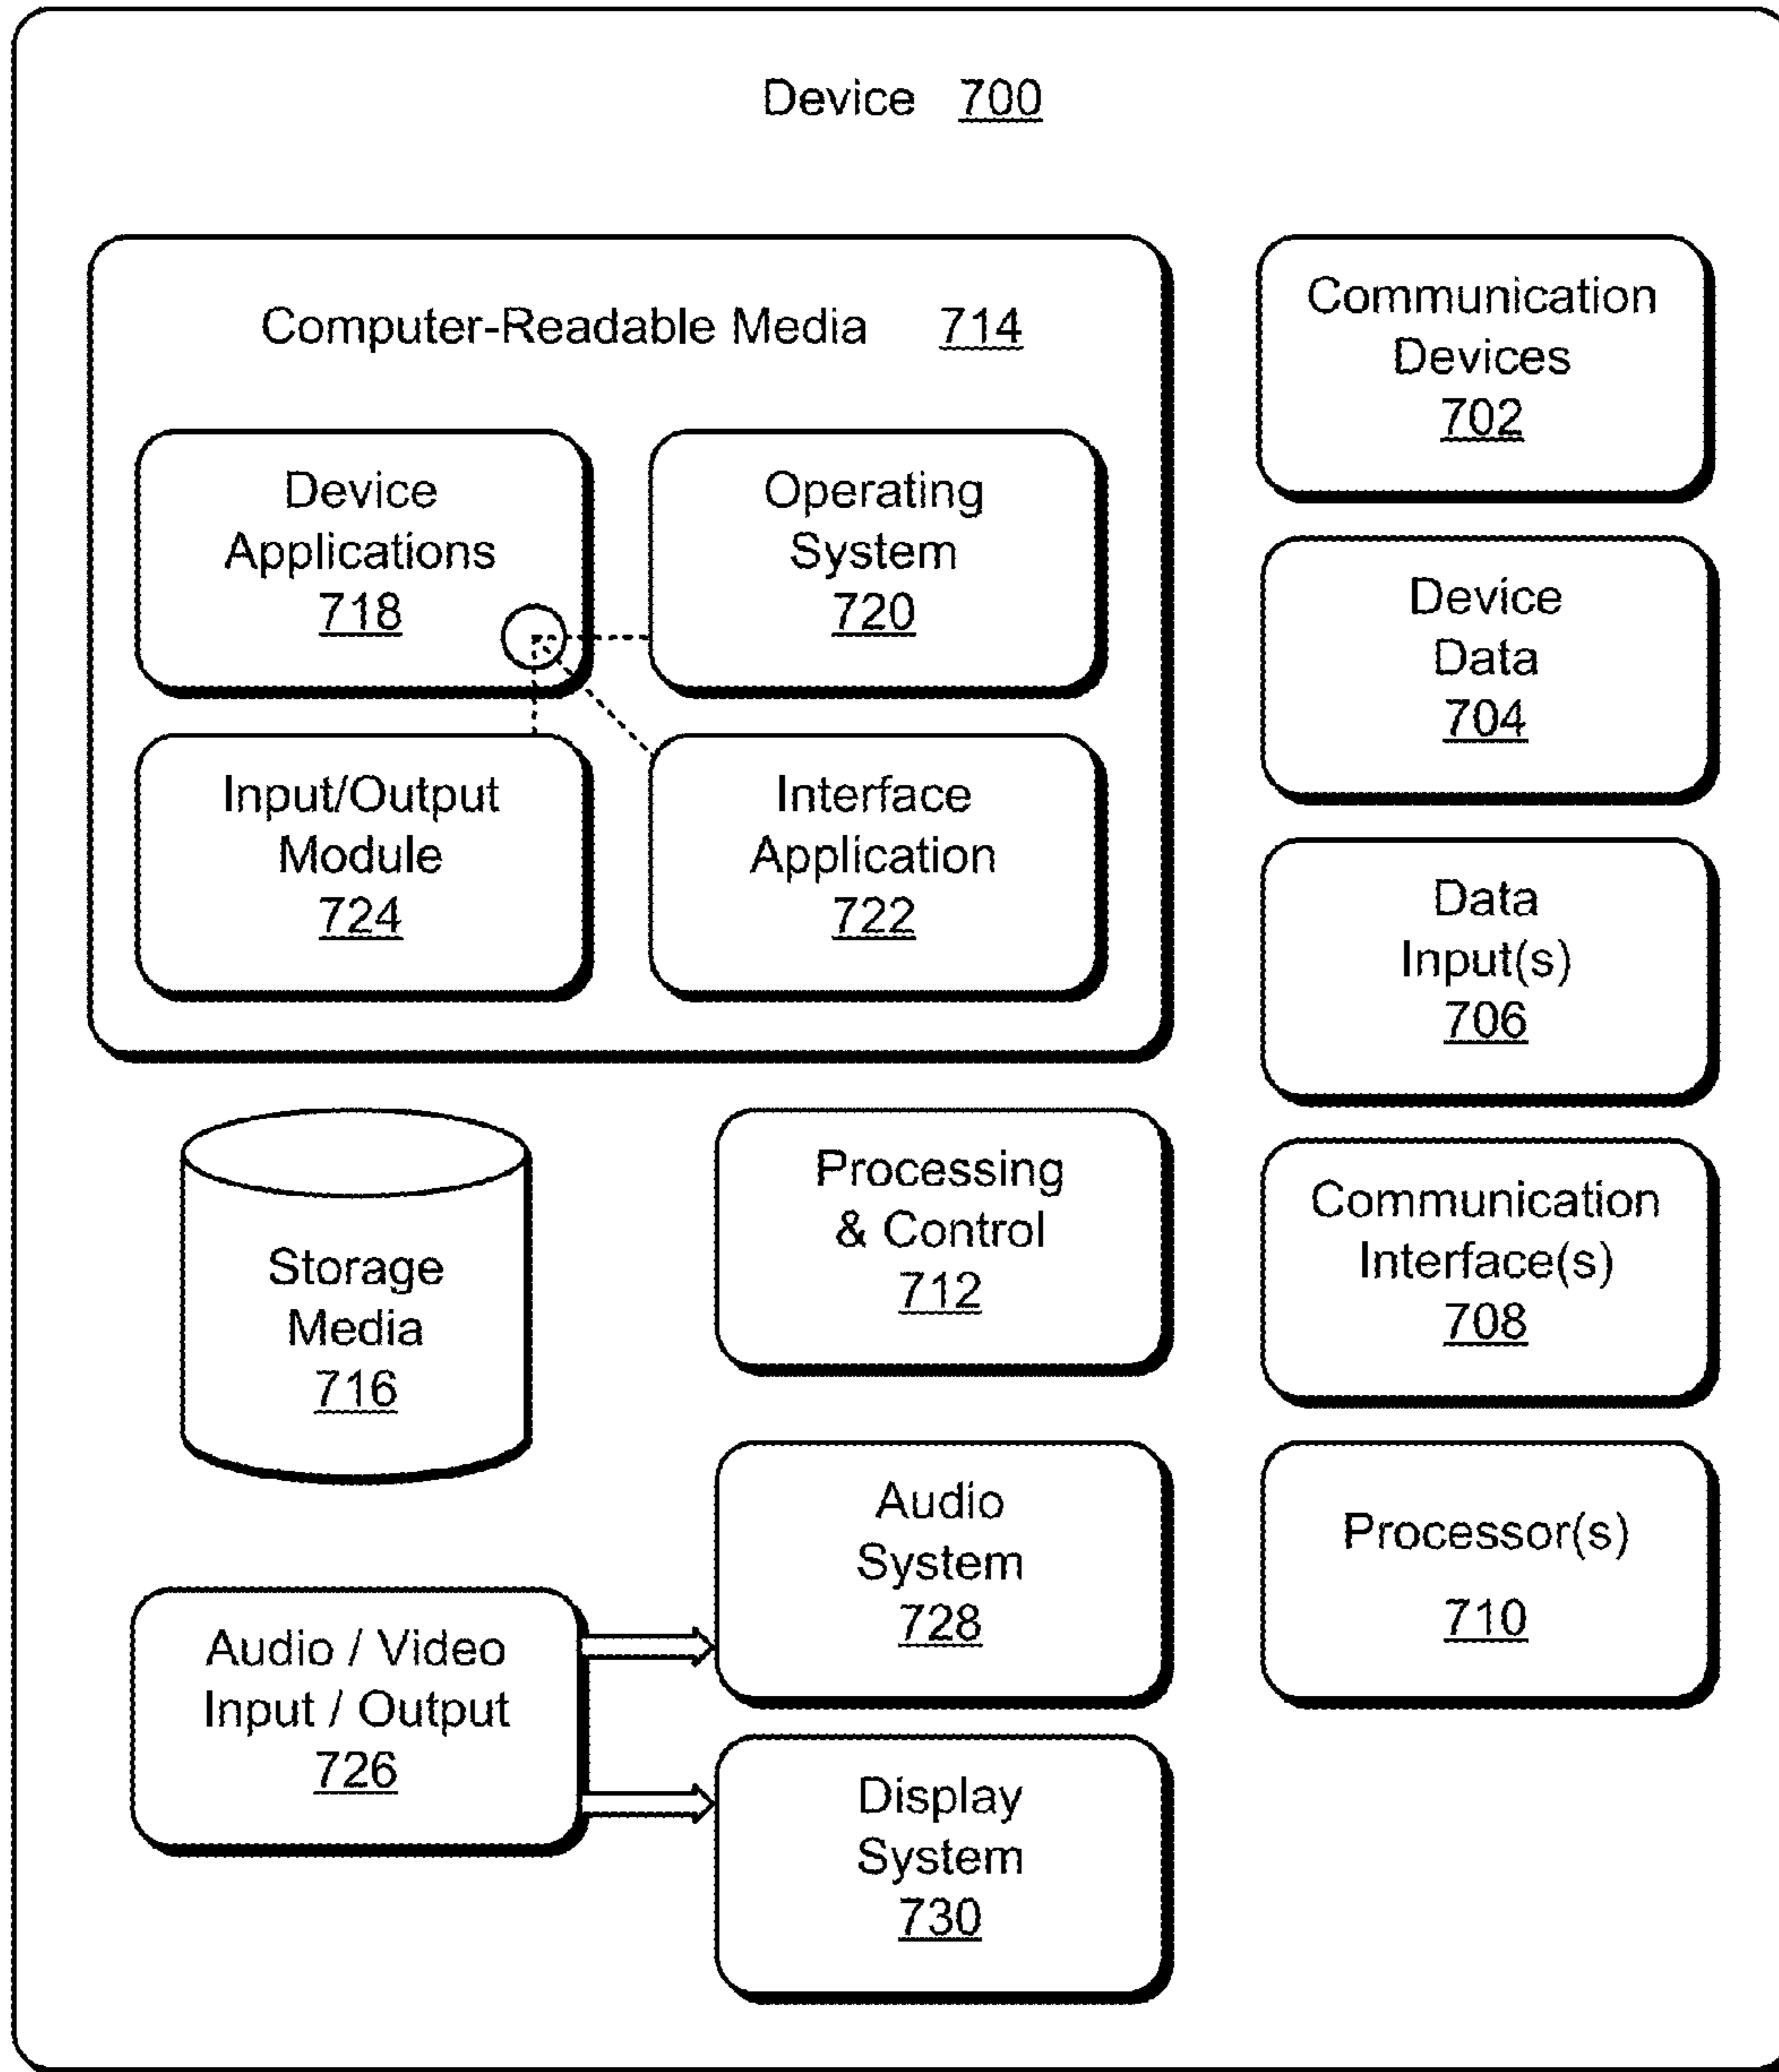 Device 700
Computer-Readable Media 714
Device
Applications
718
Operating
System
720
Input/Output
Module
724
Interface
Application
722
Communication
Devices
702
Device
Data
704
Data
Input(s)
706
Communication
Interface(s)
708
Processor(s)
710
Storage
Media
716
Processing
& Control
712
Audio / Video
Input / Output
726
Audio
System
728
Display
System
730